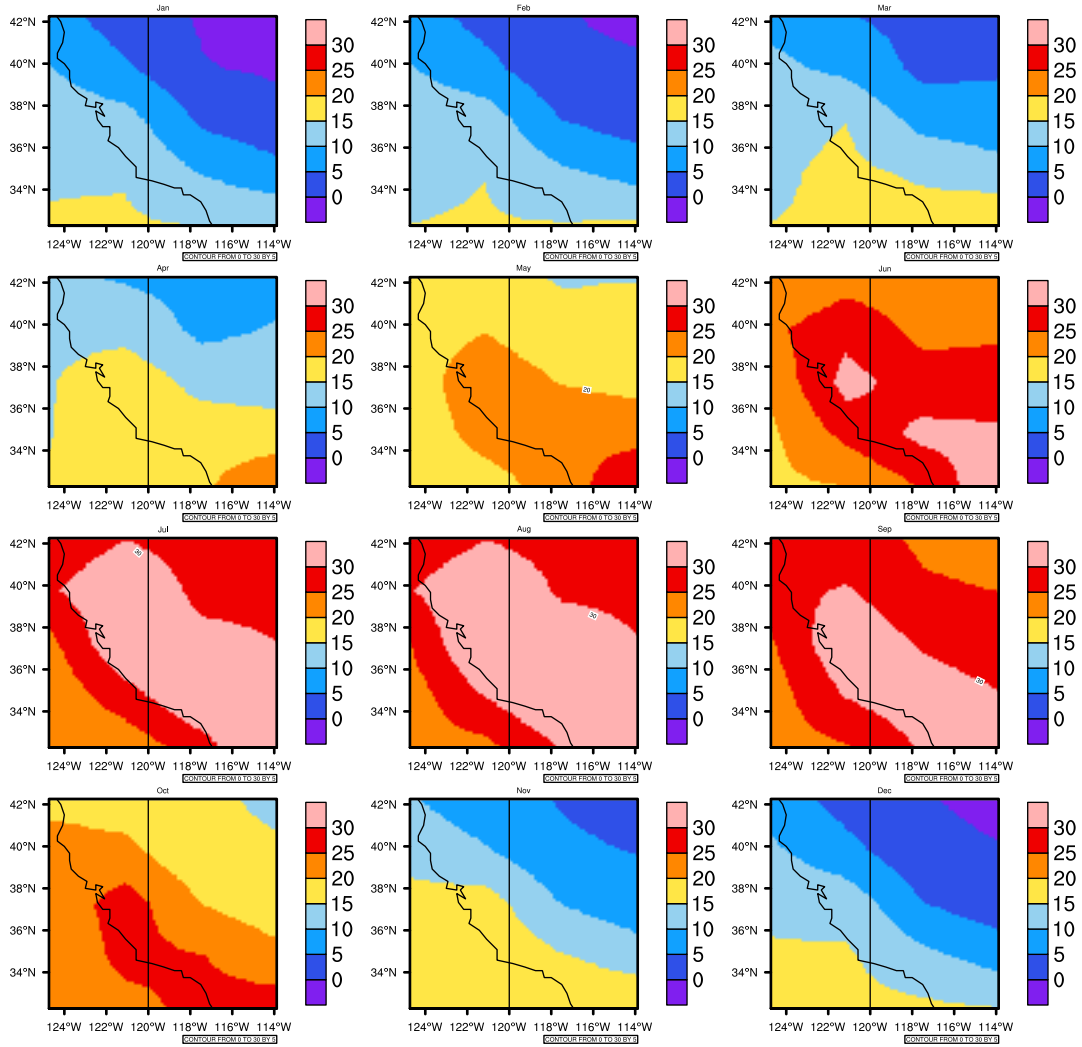 Jan Feb Mar
42°N 42°N 42°N
30 30 30
40°N 40°N 40°N
25 25 25
20 20 20
38°N 38°N 38°N
15 15 15
10 10 10
36°N 36°N 36°N
5 5 5
34°N 34°N 34°N
0 0 0
124°W 122°W 120°W 118°W 116°W 114°W 124°W 122°W 120°W 118°W 116°W 114°W 124°W 122°W 120°W 118°W 116°W 114°W
CONTOUR FROM 0 TO 30 BY 5 CONTOUR FROM 0 TO 30 BY 5 CONTOUR FROM 0 TO 30 BY 5
Apr May Jun
42°N 42°N 42°N
30 30 30
40°N 40°N 40°N
25 25 25
20 20 20
38°N 38°N 38°N
15 20 15 15
10 10 10
36°N 36°N 36°N
5 5 5
34°N 34°N 34°N
0 0 0
124°W 122°W 120°W 118°W 116°W 114°W 124°W 122°W 120°W 118°W 116°W 114°W 124°W 122°W 120°W 118°W 116°W 114°W
CONTOUR FROM 0 TO 30 BY 5 CONTOUR FROM 0 TO 30 BY 5 CONTOUR FROM 0 TO 30 BY 5
Jul Aug Sep
42°N 42°N 42°N
30
30 30 30
40°N 40°N 40°N
25 25 25
20 30 20 20
38°N 38°N 38°N
15 15 15
10 10 10
36°N 36°N 36°N
5 5 30 5
34°N 34°N 34°N
0 0 0
124°W 122°W 120°W 118°W 116°W 114°W 124°W 122°W 120°W 118°W 116°W 114°W 124°W 122°W 120°W 118°W 116°W 114°W
CONTOUR FROM 0 TO 30 BY 5 CONTOUR FROM 0 TO 30 BY 5 CONTOUR FROM 0 TO 30 BY 5
Oct Nov Dec
42°N 42°N 42°N
30 30 30
40°N 40°N 40°N
25 25 25
20 20 20
38°N 38°N 38°N
15 15 15
10 10 10
36°N 36°N 36°N
5 5 5
34°N 34°N 34°N
0 0 0
124°W 122°W 120°W 118°W 116°W 114°W 124°W 122°W 120°W 118°W 116°W 114°W 124°W 122°W 120°W 118°W 116°W 114°W
CONTOUR FROM 0 TO 30 BY 5 CONTOUR FROM 0 TO 30 BY 5 CONTOUR FROM 0 TO 30 BY 5